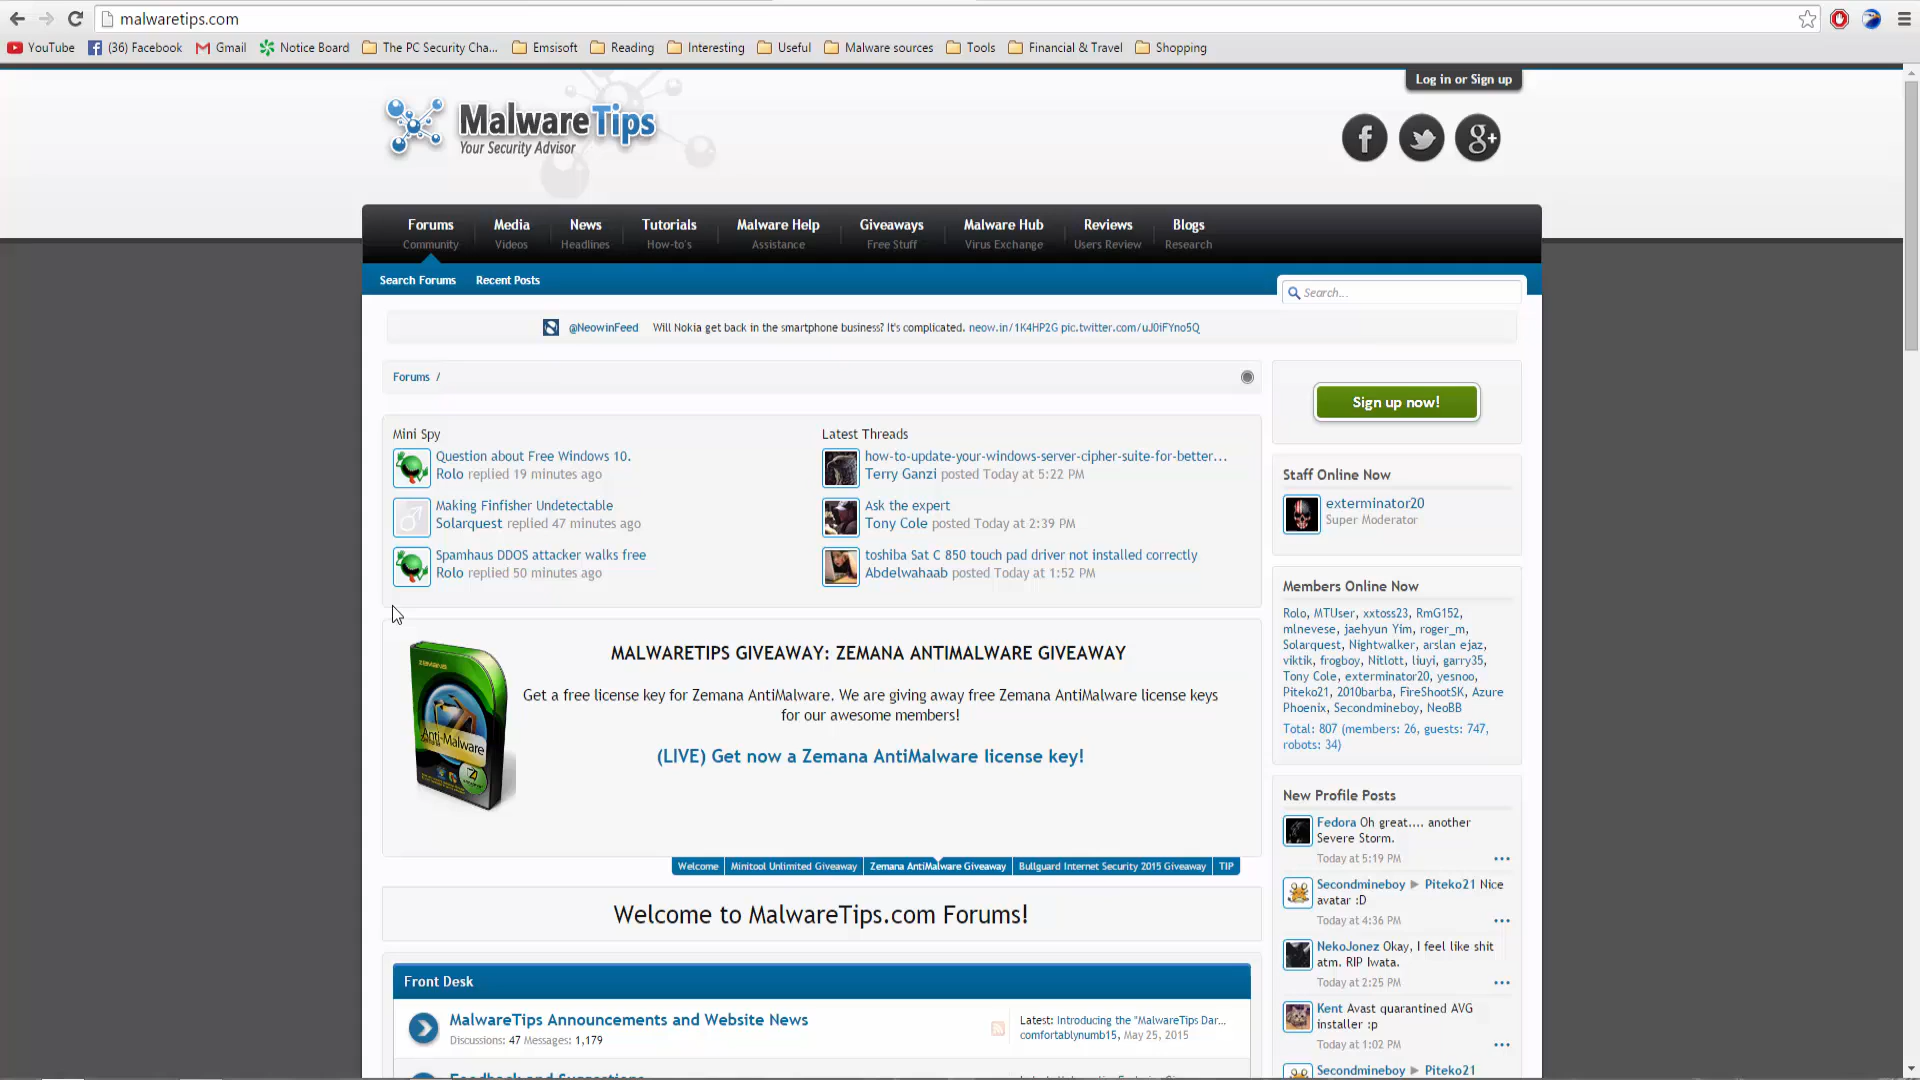 malwaretips.com
YouTube
(36) Facebook
Gmail
Notice Board
The PC Security Cha...
Emsisoft
Reading
Interesting
Useful
Malware sources
Tools
Financial & Travel
Shopping
Log in or Sign up
MalwareTips
Your Security Advisor
Forums
Community
Media
Videos
News
Headlines
Tutorials
How-to's
Malware Help
Assistance
Giveaways
Free Stuff
Malware Hub
Virus Exchange
Reviews
Users Review
Blogs
Research
Search Forums
Recent Posts
Search...
@NeowinFeed Will Nokia get back in the smartphone business? It's complicated. neow.in/1K4HP2G pic.twitter.com/uJ0iFYno5Q
Forums /
Mini Spy
Question about Free Windows 10.
Rolo replied 19 minutes ago
Making Finfisher Undetectable
Solarquest replied 47 minutes ago
Spamhaus DDOS attacker walks free
Rolo replied 50 minutes ago
Latest Threads
how-to-update-your-windows-server-cipher-suite-for-better...
Terry Ganzi posted Today at 5:22 PM
Ask the expert
Tony Cole posted Today at 2:39 PM
toshiba Sat C 850 touch pad driver not installed correctly
Abdelwahaab posted Today at 1:52 PM
MALWARETIPS GIVEAWAY: ZEMANA ANTIMALWARE GIVEAWAY
Get a free license key for Zemana AntiMalware. We are giving away free Zemana AntiMalware license keys
for our awesome members!
(LIVE) Get now a Zemana AntiMalware license key!
Anti-Malware
Welcome
Minitool Unlimited Giveaway
Zemana AntiMalware Giveaway
Bullguard Internet Security 2015 Giveaway
TIP
Welcome to MalwareTips.com Forums!
Front Desk
MalwareTips Announcements and Website News
Discussions: 47 Messages: 1,179
Latest: Introducing the "MalwareTips Dar...
comfortablynumb15, May 25, 2015
Sign up now!
Staff Online Now
exterminator20
Super Moderator
Members Online Now
Rolo, MTUser, xxtoss23, RmG152,
mlnevese, jaehyun Yim, roger_m,
Solarquest, Nightwalker, arslan ejaz,
viktik, frogboy, Nitlott, liuyi, garry35,
Tony Cole, exterminator20, yesnoo,
Piteko21, 2010barba, FireShootSK, Azure
Phoenix, Secondmineboy, NeoBB
Total: 807 (members: 26, guests: 747,
robots: 34)
New Profile Posts
Fedora Oh great.... another
Severe Storm.
Today at 5:19 PM
Secondmineboy ▶ Piteko21 Nice
avatar :D
Today at 4:36 PM
NekoJonez Okay, I feel like shit
atm. RIP Iwata.
Today at 2:25 PM
Kent Avast quarantined AVG
installer :p
Today at 1:02 PM
Secondmineboy ▶ Piteko21